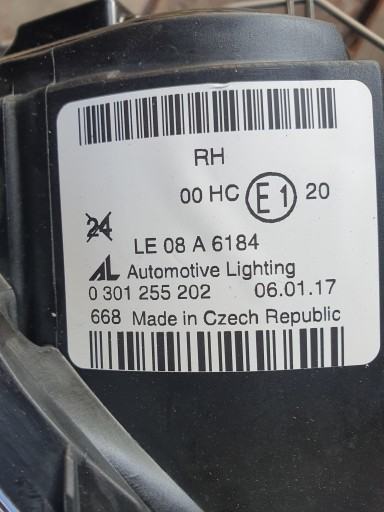 RH
00 HC E1 20
24
LE 08 A 6184
AL Automotive Lighting
0 301 255 202 06.01.17
668 Made in Czech Republic